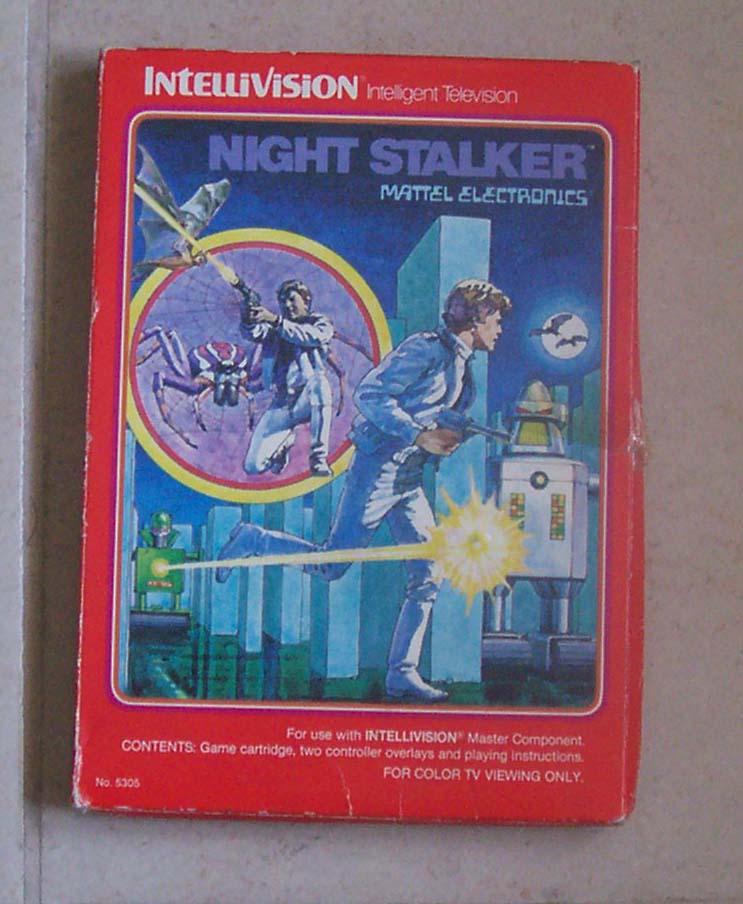 INTELLIVISION® Intelligent Television
NIGHT STALKER™
MATTEL ELECTRONICS
For use with INTELLIVISION® Master Component.
CONTENTS: Game cartridge, two controller overlays and playing instructions.
FOR COLOR TV VIEWING ONLY.
No. 5305